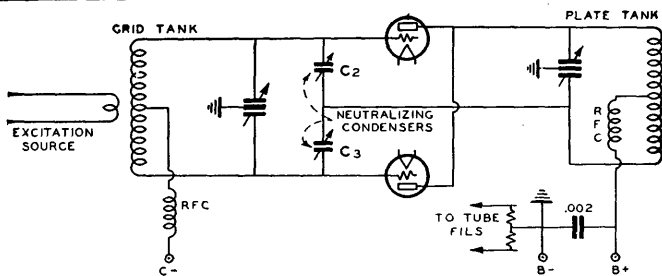 GRID TANK
PLATE TANK
C2
NEUTRALIZING
CONDENSERS
C3
EXCITATION
SOURCE
RFC
RFC
TO TUBE
FILS
.002
C-
B-
B+